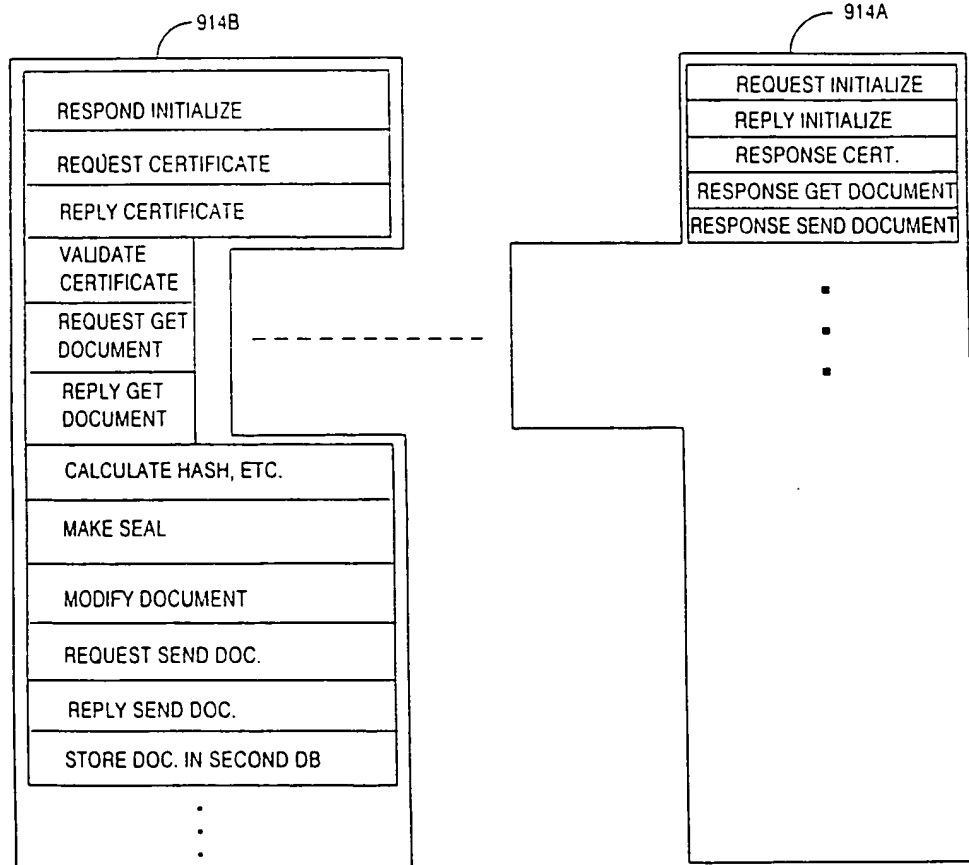 914B
RESPOND INITIALIZE
REQUEST CERTIFICATE
REPLY CERTIFICATE
VALIDATE
CERTIFICATE
REQUEST GET
DOCUMENT
REPLY GET
DOCUMENT
CALCULATE HASH, ETC.
MAKE SEAL
MODIFY DOCUMENT
REQUEST SEND DOC.
REPLY SEND DOC.
STORE DOC. IN SECOND DB
914A
REQUEST INITIALIZE
REPLY INITIALIZE
RESPONSE CERT.
RESPONSE GET DOCUMENT
RESPONSE SEND DOCUMENT